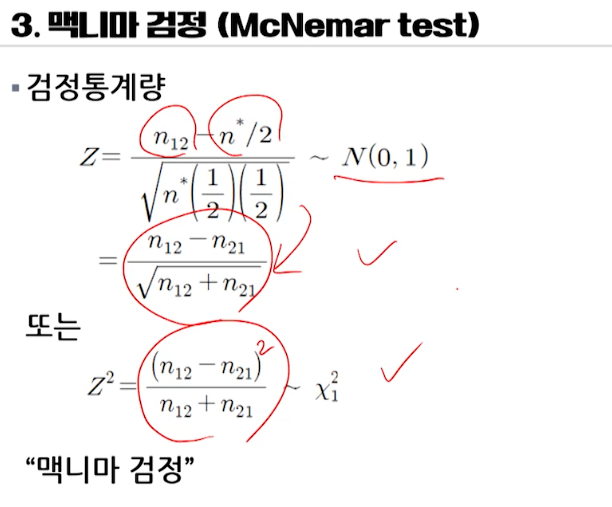 3. 맥니마 검정 (McNemar test)
▪ 검정통계량
Z = \frac{n_{12} - n^{*}/2}{\sqrt{n^{*}\left(\frac{1}{2}\right)\left(\frac{1}{2}\right)}} ~ N(0, 1)
= \frac{n_{12} - n_{21}}{\sqrt{n_{12} + n_{21}}}
또는
Z^{2} = \frac{(n_{12} - n_{21})^{2}}{n_{12} + n_{21}} ~ χ_{1}^{2}
“맥니마 검정”